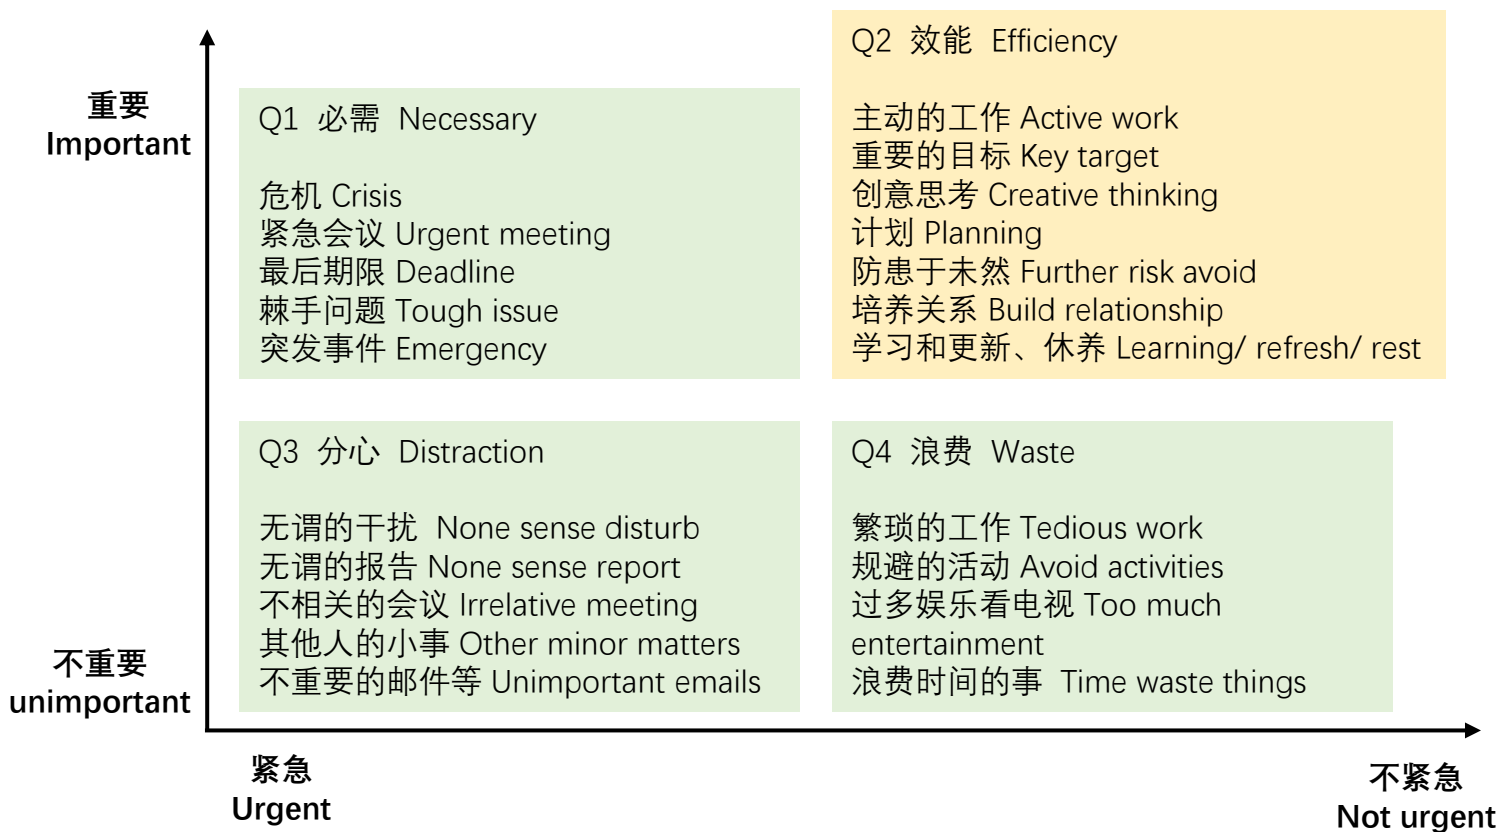 重要
Important
Q1 必需 Necessary
危机 Crisis
紧急会议 Urgent meeting
最后期限 Deadline
棘手问题 Tough issue
突发事件 Emergency
Q2 效能 Efficiency
主动的工作 Active work
重要的目标 Key target
创意思考 Creative thinking
计划 Planning
防患于未然 Further risk avoid
培养关系 Build relationship
学习和更新、休养 Learning/ refresh/ rest
不重要
unimportant
Q3 分心 Distraction
无谓的干扰 None sense disturb
无谓的报告 None sense report
不相关的会议 Irrelative meeting
其他人的小事 Other minor matters
不重要的邮件等 Unimportant emails
Q4 浪费 Waste
繁琐的工作 Tedious work
规避的活动 Avoid activities
过多娱乐看电视 Too much
entertainment
浪费时间的事 Time waste things
紧急
Urgent
不紧急
Not urgent